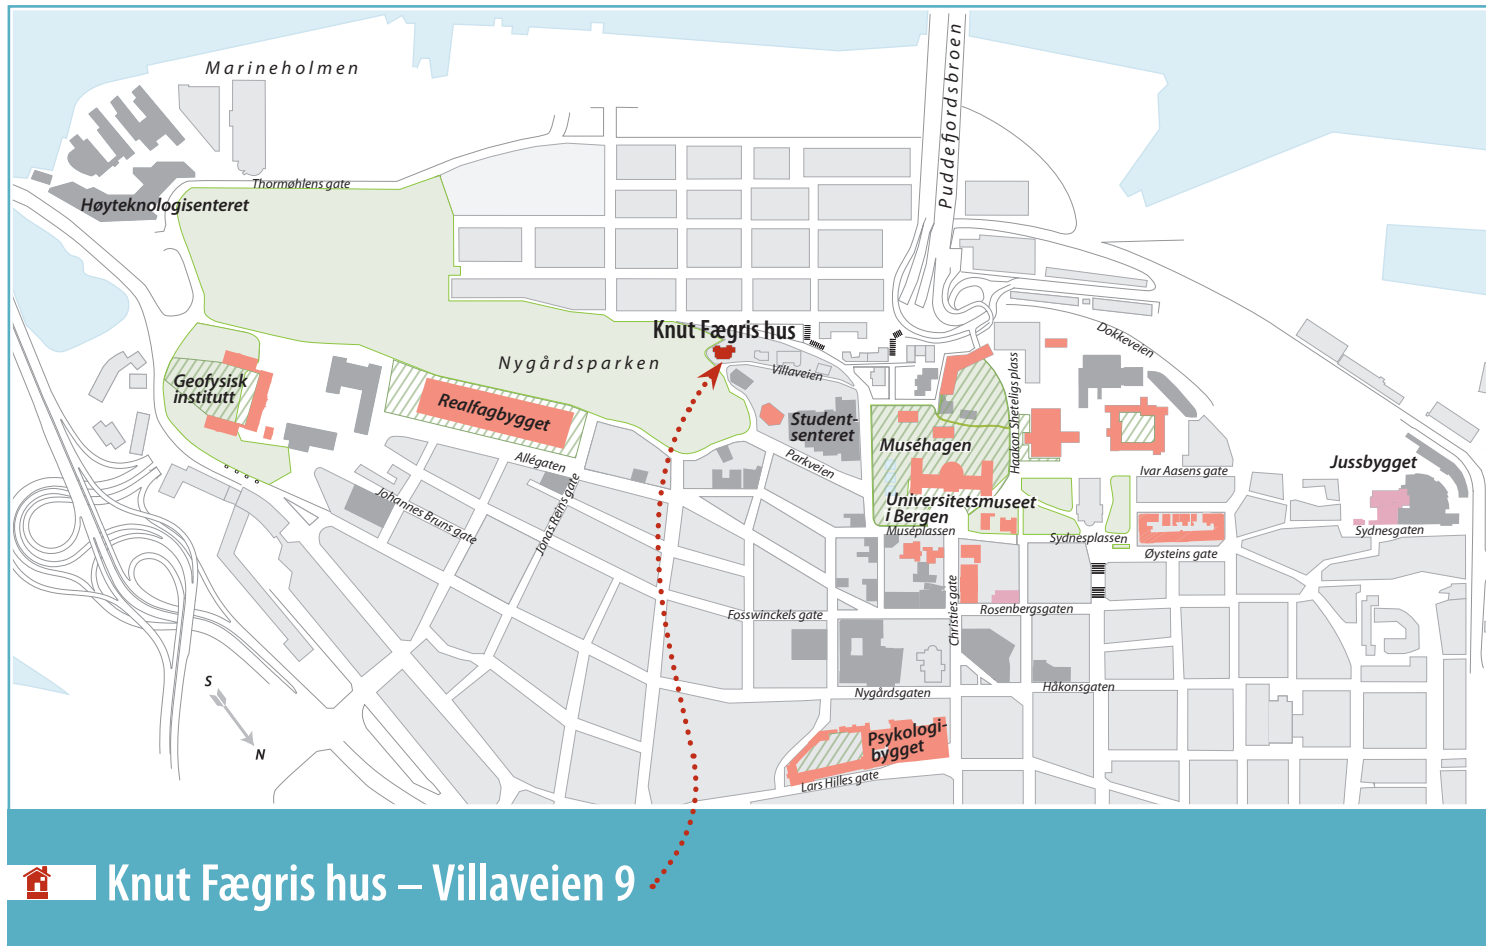 Marineholmen
Puddefjordsbroen
Thormøhlens gate
Høyteknologisenteret
Knut Fægris hus
Dokkeveien
Nygårdsparken
Villaveien
Haakon Sheteligs plass
Geofysisk
institutt
Realfagbygget
Student-
senteret
Muséhagen
Parkveien
Allégaten
Ivar Aasens gate
Jussbygget
Johannes Bruns gate
Jonas Reins gate
Universitetsmuseet
i Bergen
Muséplassen
Sydnesplassen
Øysteins gate
Sydnesgaten
Christies gate
Fosswinckels gate
Rosenbergsgaten
Nygårdsgaten
Håkonsgaten
S
N
Psykologi-
bygget
Lars Hilles gate
Knut Fægris hus – Villaveien 9